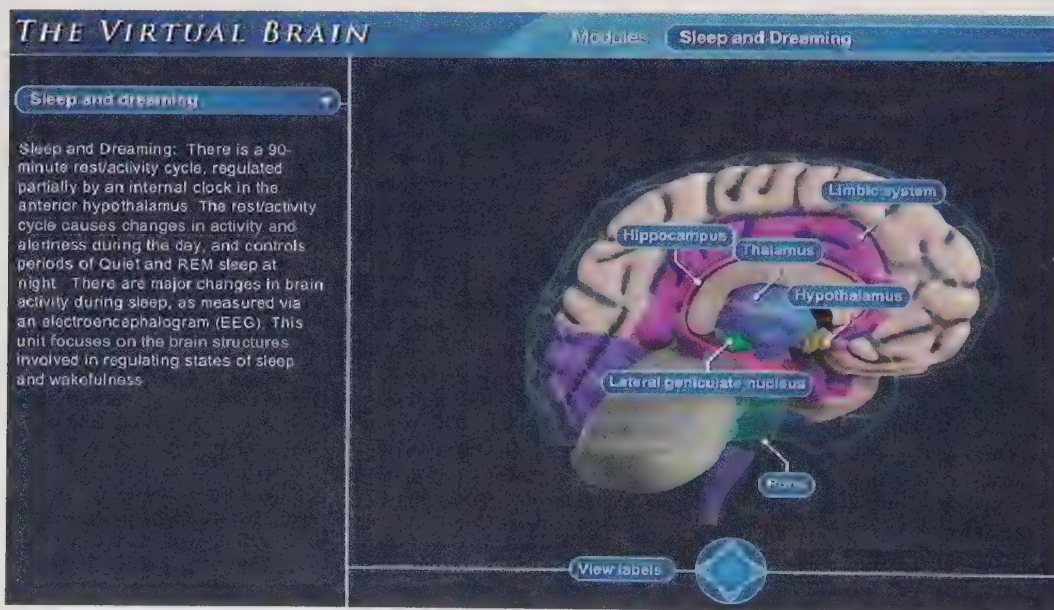 THE VIRTUAL BRAIN
Modules Sleep and Dreaming
Sleep and dreaming
Sleep and Dreaming: There is a 90-
minute rest/activity cycle, regulated
partially by an internal clock in the
anterior hypothalamus. The rest/activity
cycle causes changes in activity and
alertness during the day, and controls
periods of Quiet and REM sleep at
night. There are major changes in brain
activity during sleep, as measured via
an electroencephalogram (EEG). This
unit focuses on the brain structures
involved in regulating states of sleep
and wakefulness
Limbic system
Hippocampus
Thalamus
Hypothalamus
Lateral geniculate nucleus
View labels